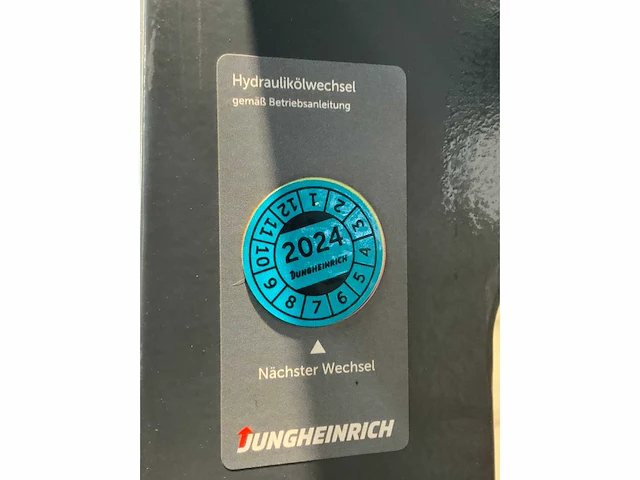 Hydraulikölwechsel
gemäß Betriebsanleitung
1 2 3 4 5 6 7 8 9 10 11 12
2024
JUNGHEINRICH
Nächster Wechsel
JUNGHEINRICH